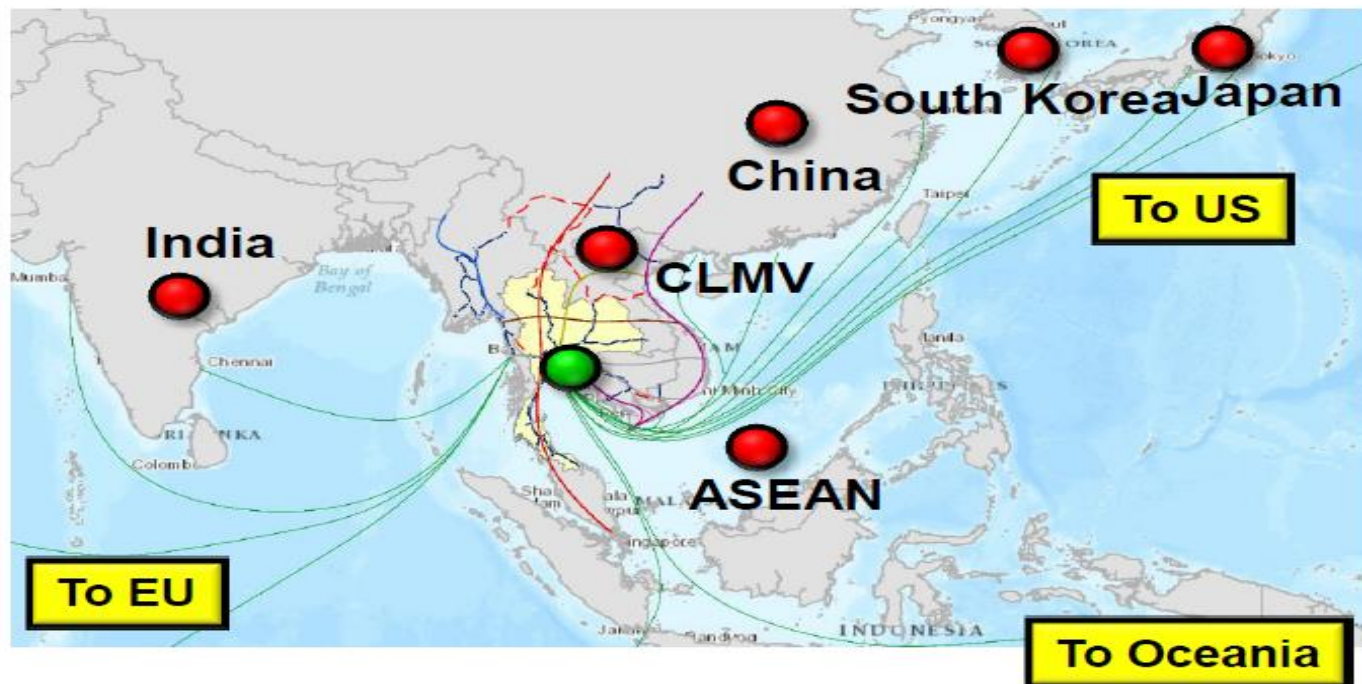 South Korea
Japan
China
Taipei
To US
India
Mumbai
Bay of
Bengal
CLMV
Chennai
Manila
Colombo
ASEAN
To EU
INDONESIA
To Oceania